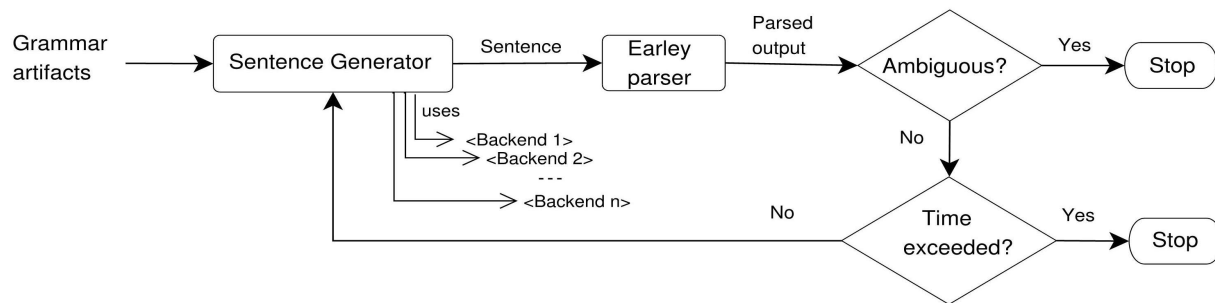 Grammar
artifacts
Sentence Generator
Sentence
Earley
parser
Parsed
output
Ambiguous?
Yes
Stop
uses
<Backend 1>
<Backend 2>
---
<Backend n>
No
No
Time
exceeded?
Yes
Stop